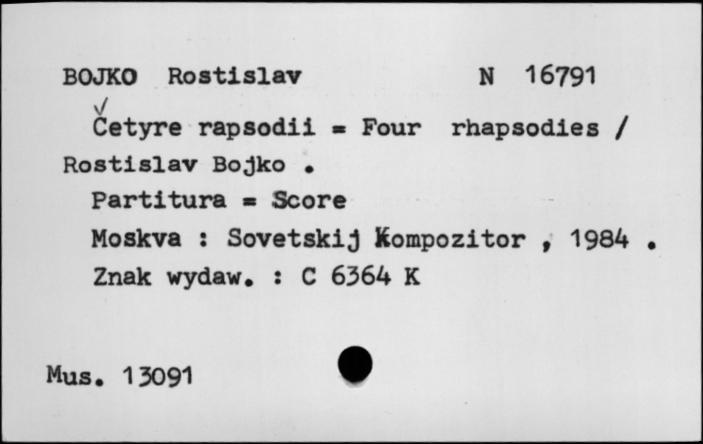 BOJKO Rostislav N 16791
Četyre rapsodii = Four rhapsodies /
Rostislav Bojko .
Partitura = Score
Moskva : Sovetskij Kompozitor , 1984 .
Znak wydaw. : C 6364 K
Mus. 13091